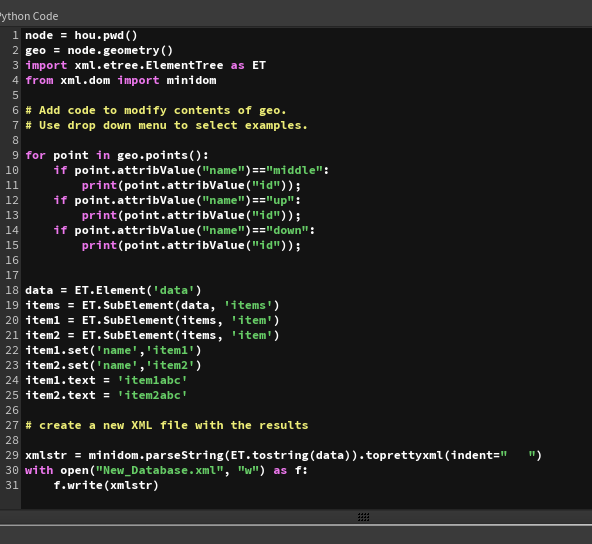 Python Code
1 node = hou.pwd()
2 geo = node.geometry()
3 import xml.etree.ElementTree as ET
4 from xml.dom import minidom
5
6 # Add code to modify contents of geo.
7 # Use drop down menu to select examples.
8
9 for point in geo.points():
10     if point.attribValue("name")=="middle":
11         print(point.attribValue("id"));
12     if point.attribValue("name")=="up":
13         print(point.attribValue("id"));
14     if point.attribValue("name")=="down":
15         print(point.attribValue("id"));
16
17
18 data = ET.Element('data')
19 items = ET.SubElement(data, 'items')
20 item1 = ET.SubElement(items, 'item')
21 item2 = ET.SubElement(items, 'item')
22 item1.set('name','item1')
23 item2.set('name','item2')
24 item1.text = 'item1abc'
25 item2.text = 'item2abc'
26
27 # create a new XML file with the results
28
29 xmlstr = minidom.parseString(ET.tostring(data)).toprettyxml(indent="   ")
30 with open("New_Database.xml", "w") as f:
31     f.write(xmlstr)